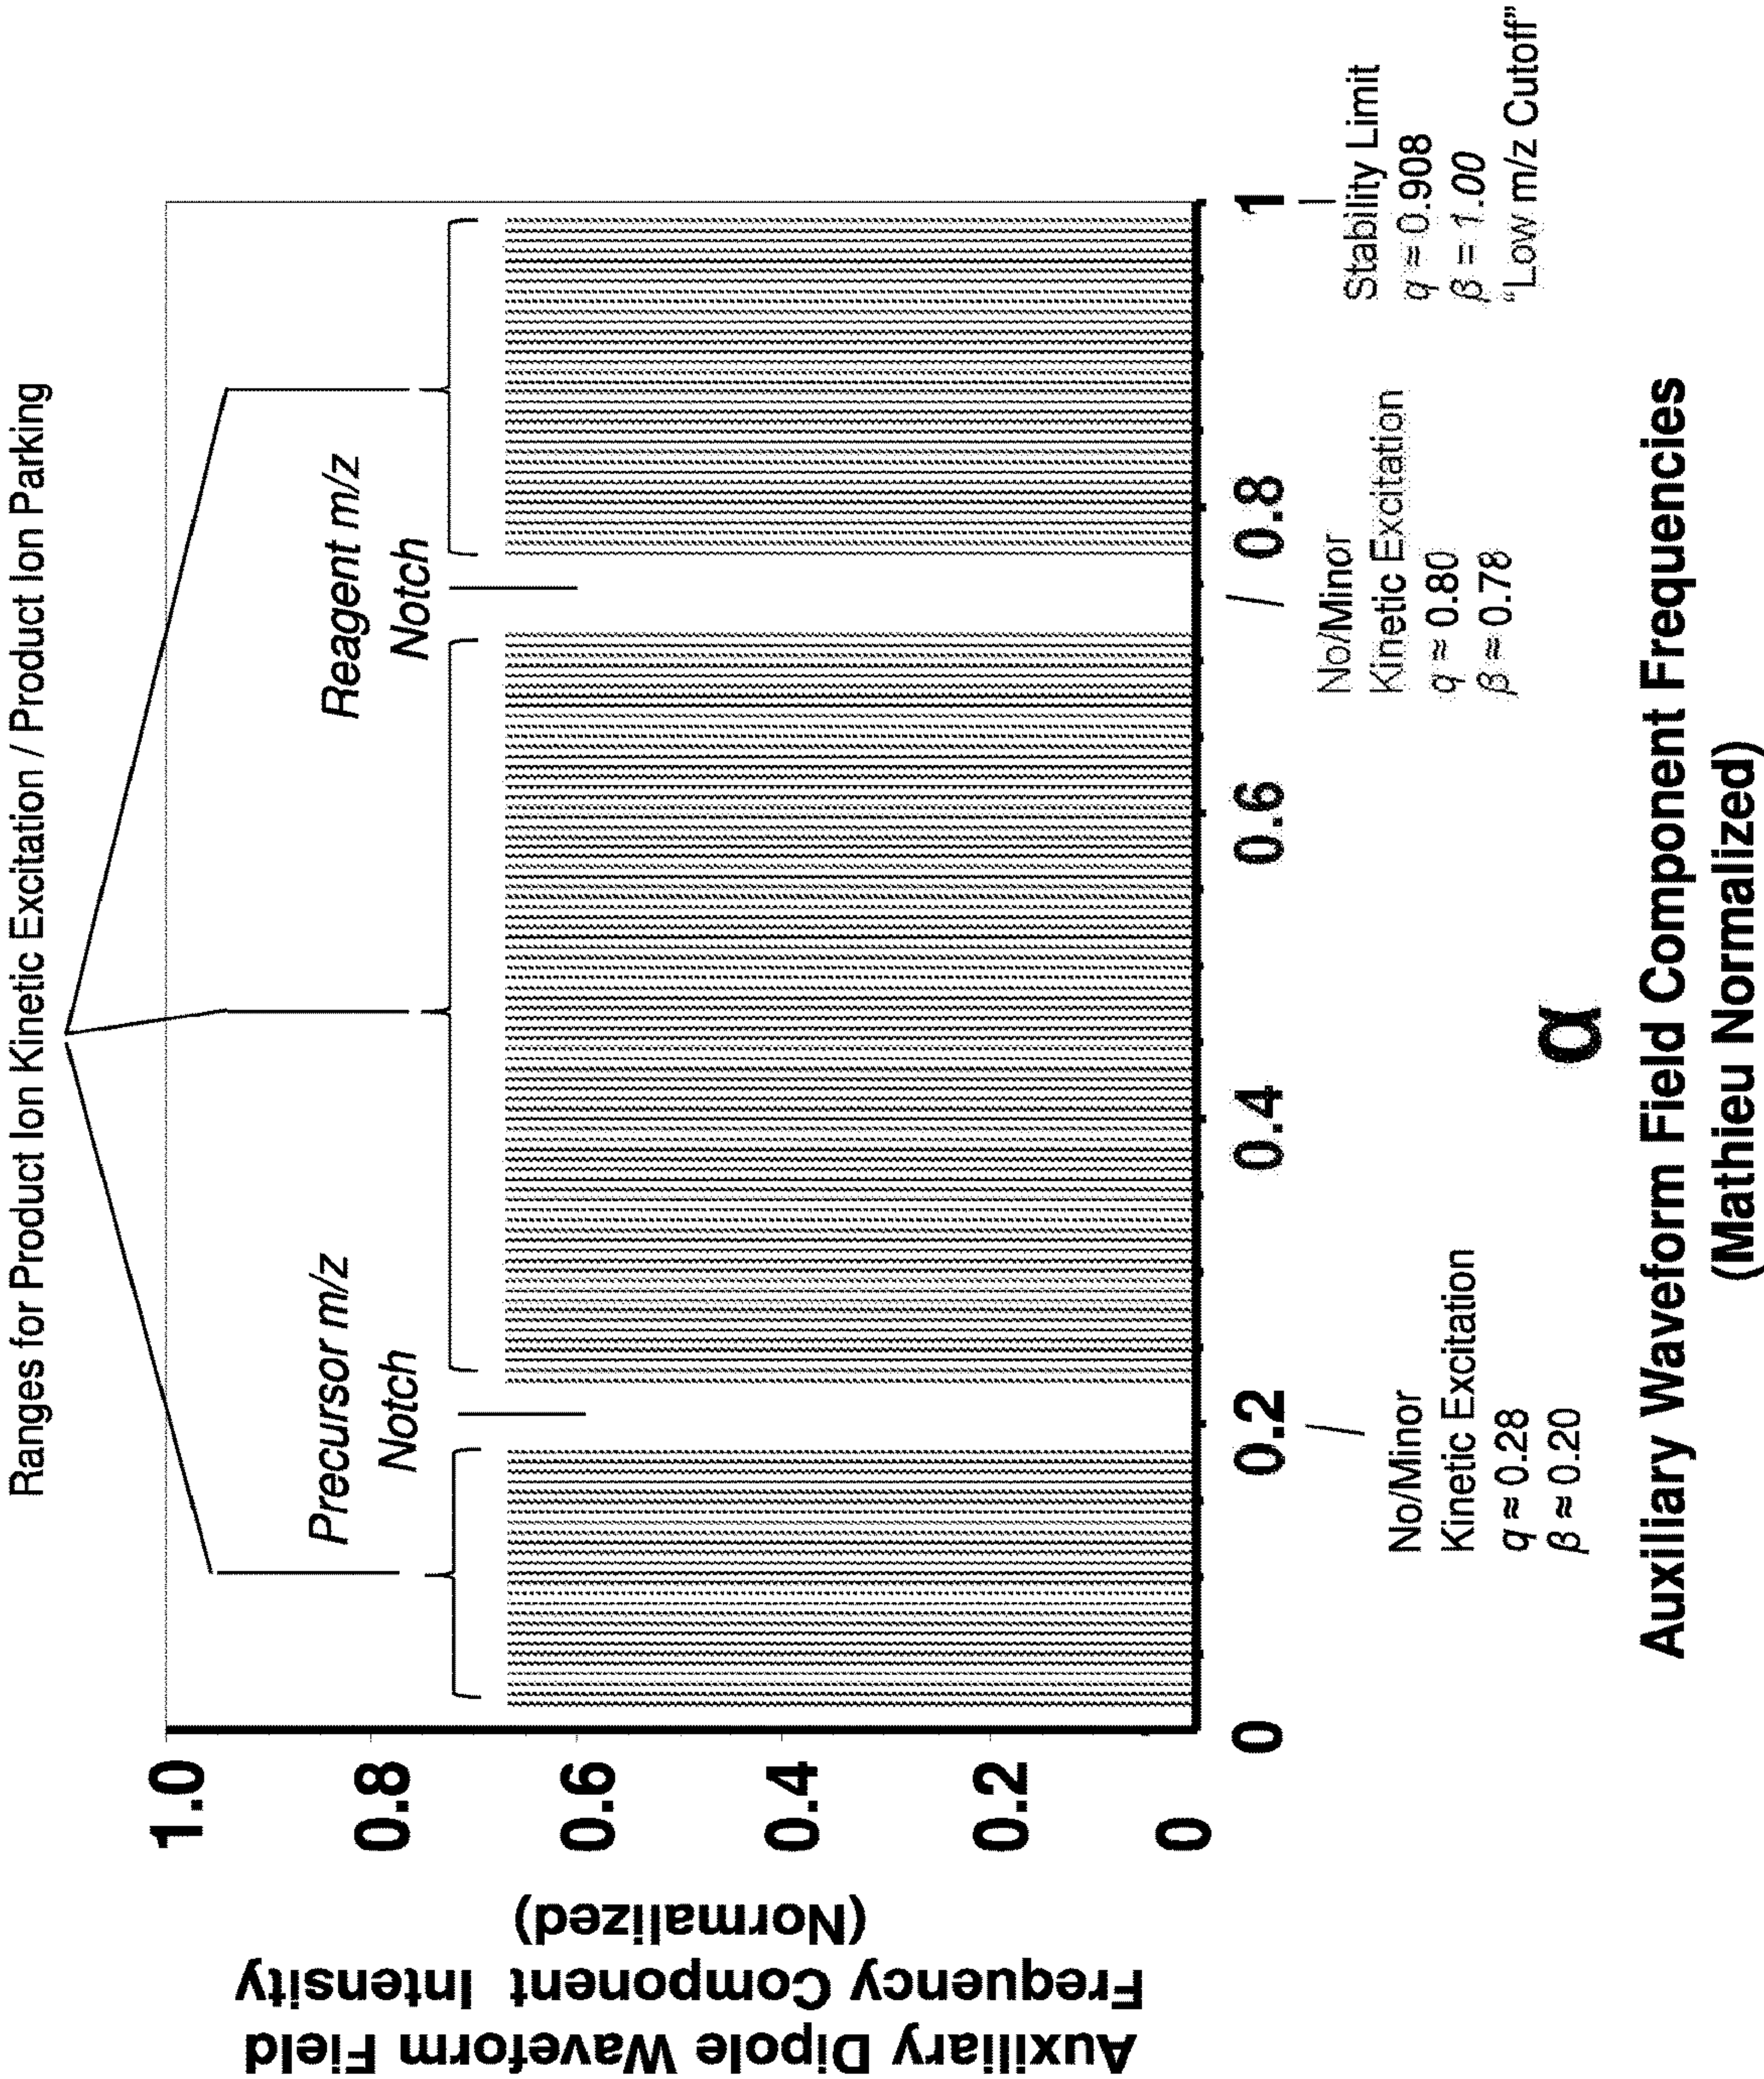 Ranges for Product Ion Kinetic Excitation / Product Ion Parking
Precursor m/z
Notch
Reagent m/z
Notch
Auxiliary Dipole Waveform Field
Frequency Component Intensity
(Normalized)
1.0
0.8
0.6
0.4
0.2
0
0
0.2
0.4
0.6
0.8
1
No/Minor
Kinetic Excitation
q ≈ 0.28
β ≈ 0.20
No/Minor
Kinetic Excitation
q ≈ 0.80
β ≈ 0.78
Stability Limit
q = 0.908
β = 1.00
“Low m/z Cutoff”
α
Auxiliary Waveform Field Component Frequencies
(Mathieu Normalized)